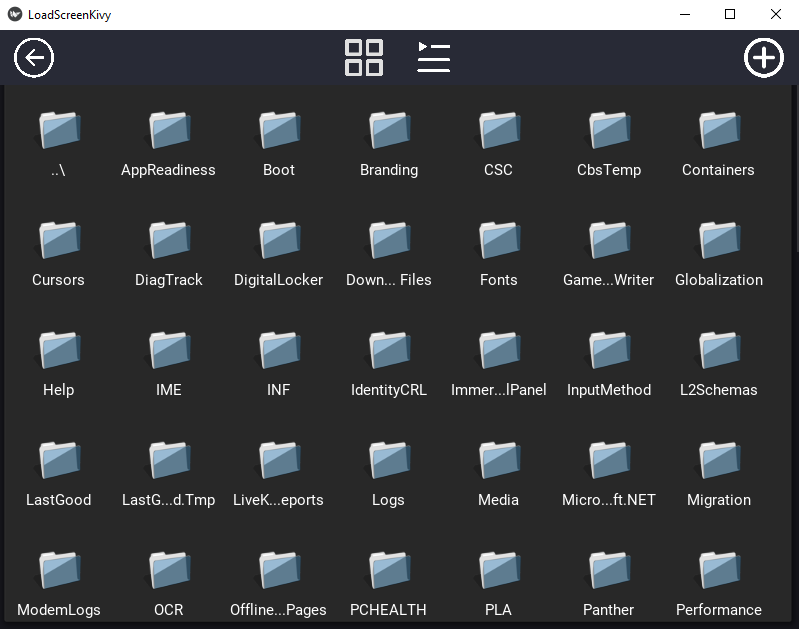 LoadScreenKivy
..\ AppReadiness Boot Branding CSC CbsTemp Containers
Cursors DiagTrack DigitalLocker Down... Files Fonts Game...Writer Globalization
Help IME INF IdentityCRL Immer...lPanel InputMethod L2Schemas
LastGood LastG...d.Tmp LiveK...eports Logs Media Micro...ft.NET Migration
ModemLogs OCR Offline...Pages PCHEALTH PLA Panther Performance